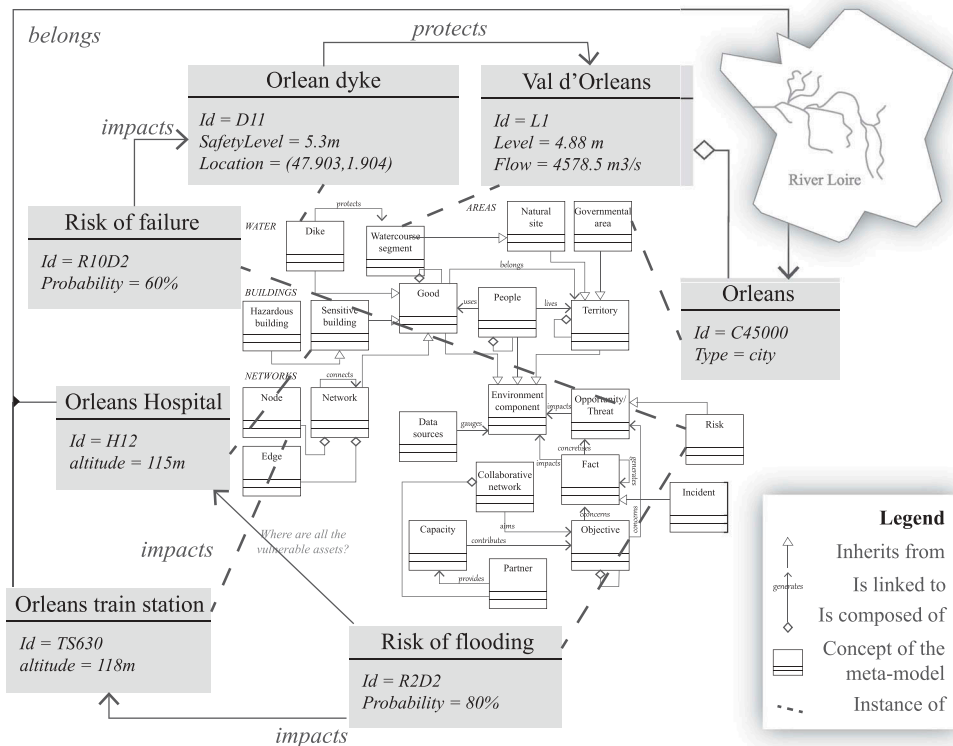 belongs
protects
Orlean dyke
Id = D11
SafetyLevel = 5.3m
Location = (47.903,1.904)
Val d'Orleans
Id = L1
Level = 4.88 m
Flow = 4578.5 m3/s
River Loire
impacts
Risk of failure
Id = R10D2
Probability = 60%
Orleans
Id = C45000
Type = city
WATER
Dike
protects
Watercourse
segment
AREAS
Natural
site
Governmental
area
belongs
BUILDINGS
Hazardous
building
Sensitive
building
Good
uses
People
lives
Territory
NETWORKS
Node
connects
Network
Edge
Environment
component
impacts
Opportunity/
Threat
Risk
Data
sources
gauges
concretises
impacts
Fact
generates
Collaborative
network
Incident
concerns
concerns
aims
Capacity
contributes
Objective
provides
Partner
Orleans Hospital
Id = H12
altitude = 115m
Where are all the
vulnerable assets?
impacts
Orleans train station
Id = TS630
altitude = 118m
Risk of flooding
Id = R2D2
Probability = 80%
impacts
Legend
Inherits from
generates
Is linked to
Is composed of
Concept of the
meta-model
Instance of